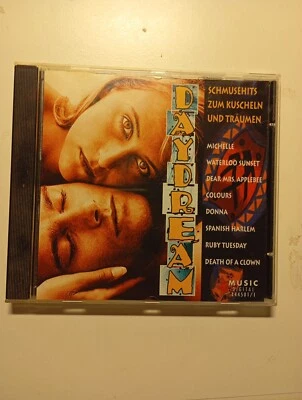 DAYDREAM
SCHMUSEHITS
ZUM KUSCHELN
UND TRÄUMEN
MICHELLE
WATERLOO SUNSET
DEAR MRS. APPLEBEE
COLOURS
DONNA
SPANISH HARLEM
RUBY TUESDAY
DEATH OF A CLOWN
MUSIC
DIGITAL